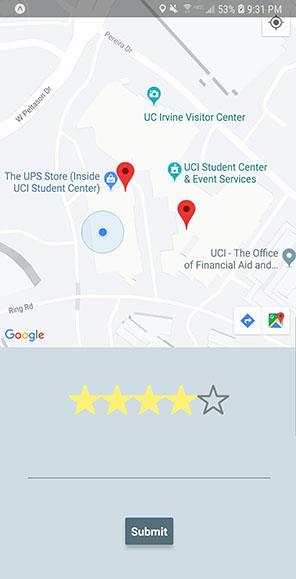 53% 9:31 PM
Pereira Dr
W Peltason Dr
UC Irvine Visitor Center
The UPS Store (Inside
UCI Student Center)
UCI Student Center
& Event Services
UCI - The Office
of Financial Aid and...
Ring Rd
Google
Submit